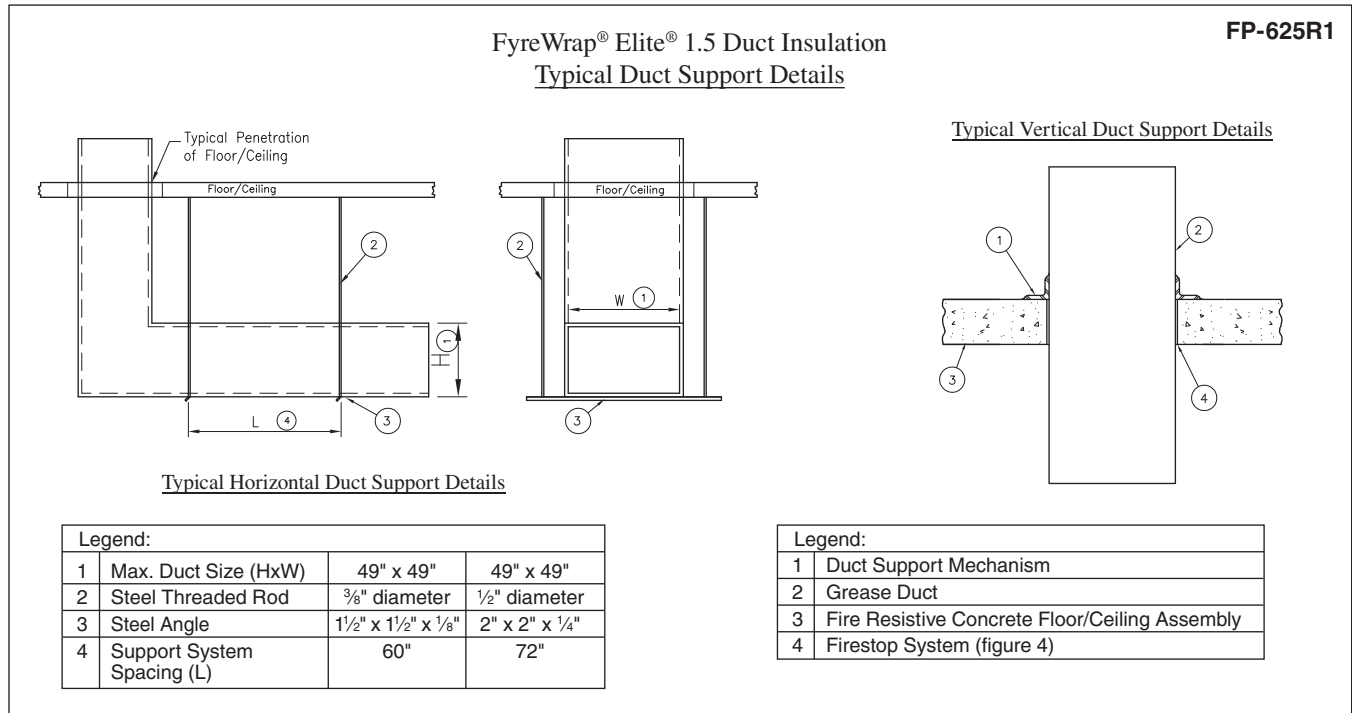 FP-625R1
FyreWrap® Elite® 1.5 Duct Insulation
Typical Duct Support Details
Typical Penetration
of Floor/Ceiling
Floor/Ceiling
2
H 1
L 4
3
Floor/Ceiling
2
W 1
3
Typical Horizontal Duct Support Details
Typical Vertical Duct Support Details
1
2
3
4
Legend:
1 Max. Duct Size (HxW) 49" x 49" 49" x 49"
2 Steel Threaded Rod ⅜" diameter ½" diameter
3 Steel Angle 1½" x 1½" x ⅛" 2" x 2" x ¼"
4 Support System 60" 72"
Spacing (L)
Legend:
1 Duct Support Mechanism
2 Grease Duct
3 Fire Resistive Concrete Floor/Ceiling Assembly
4 Firestop System (figure 4)